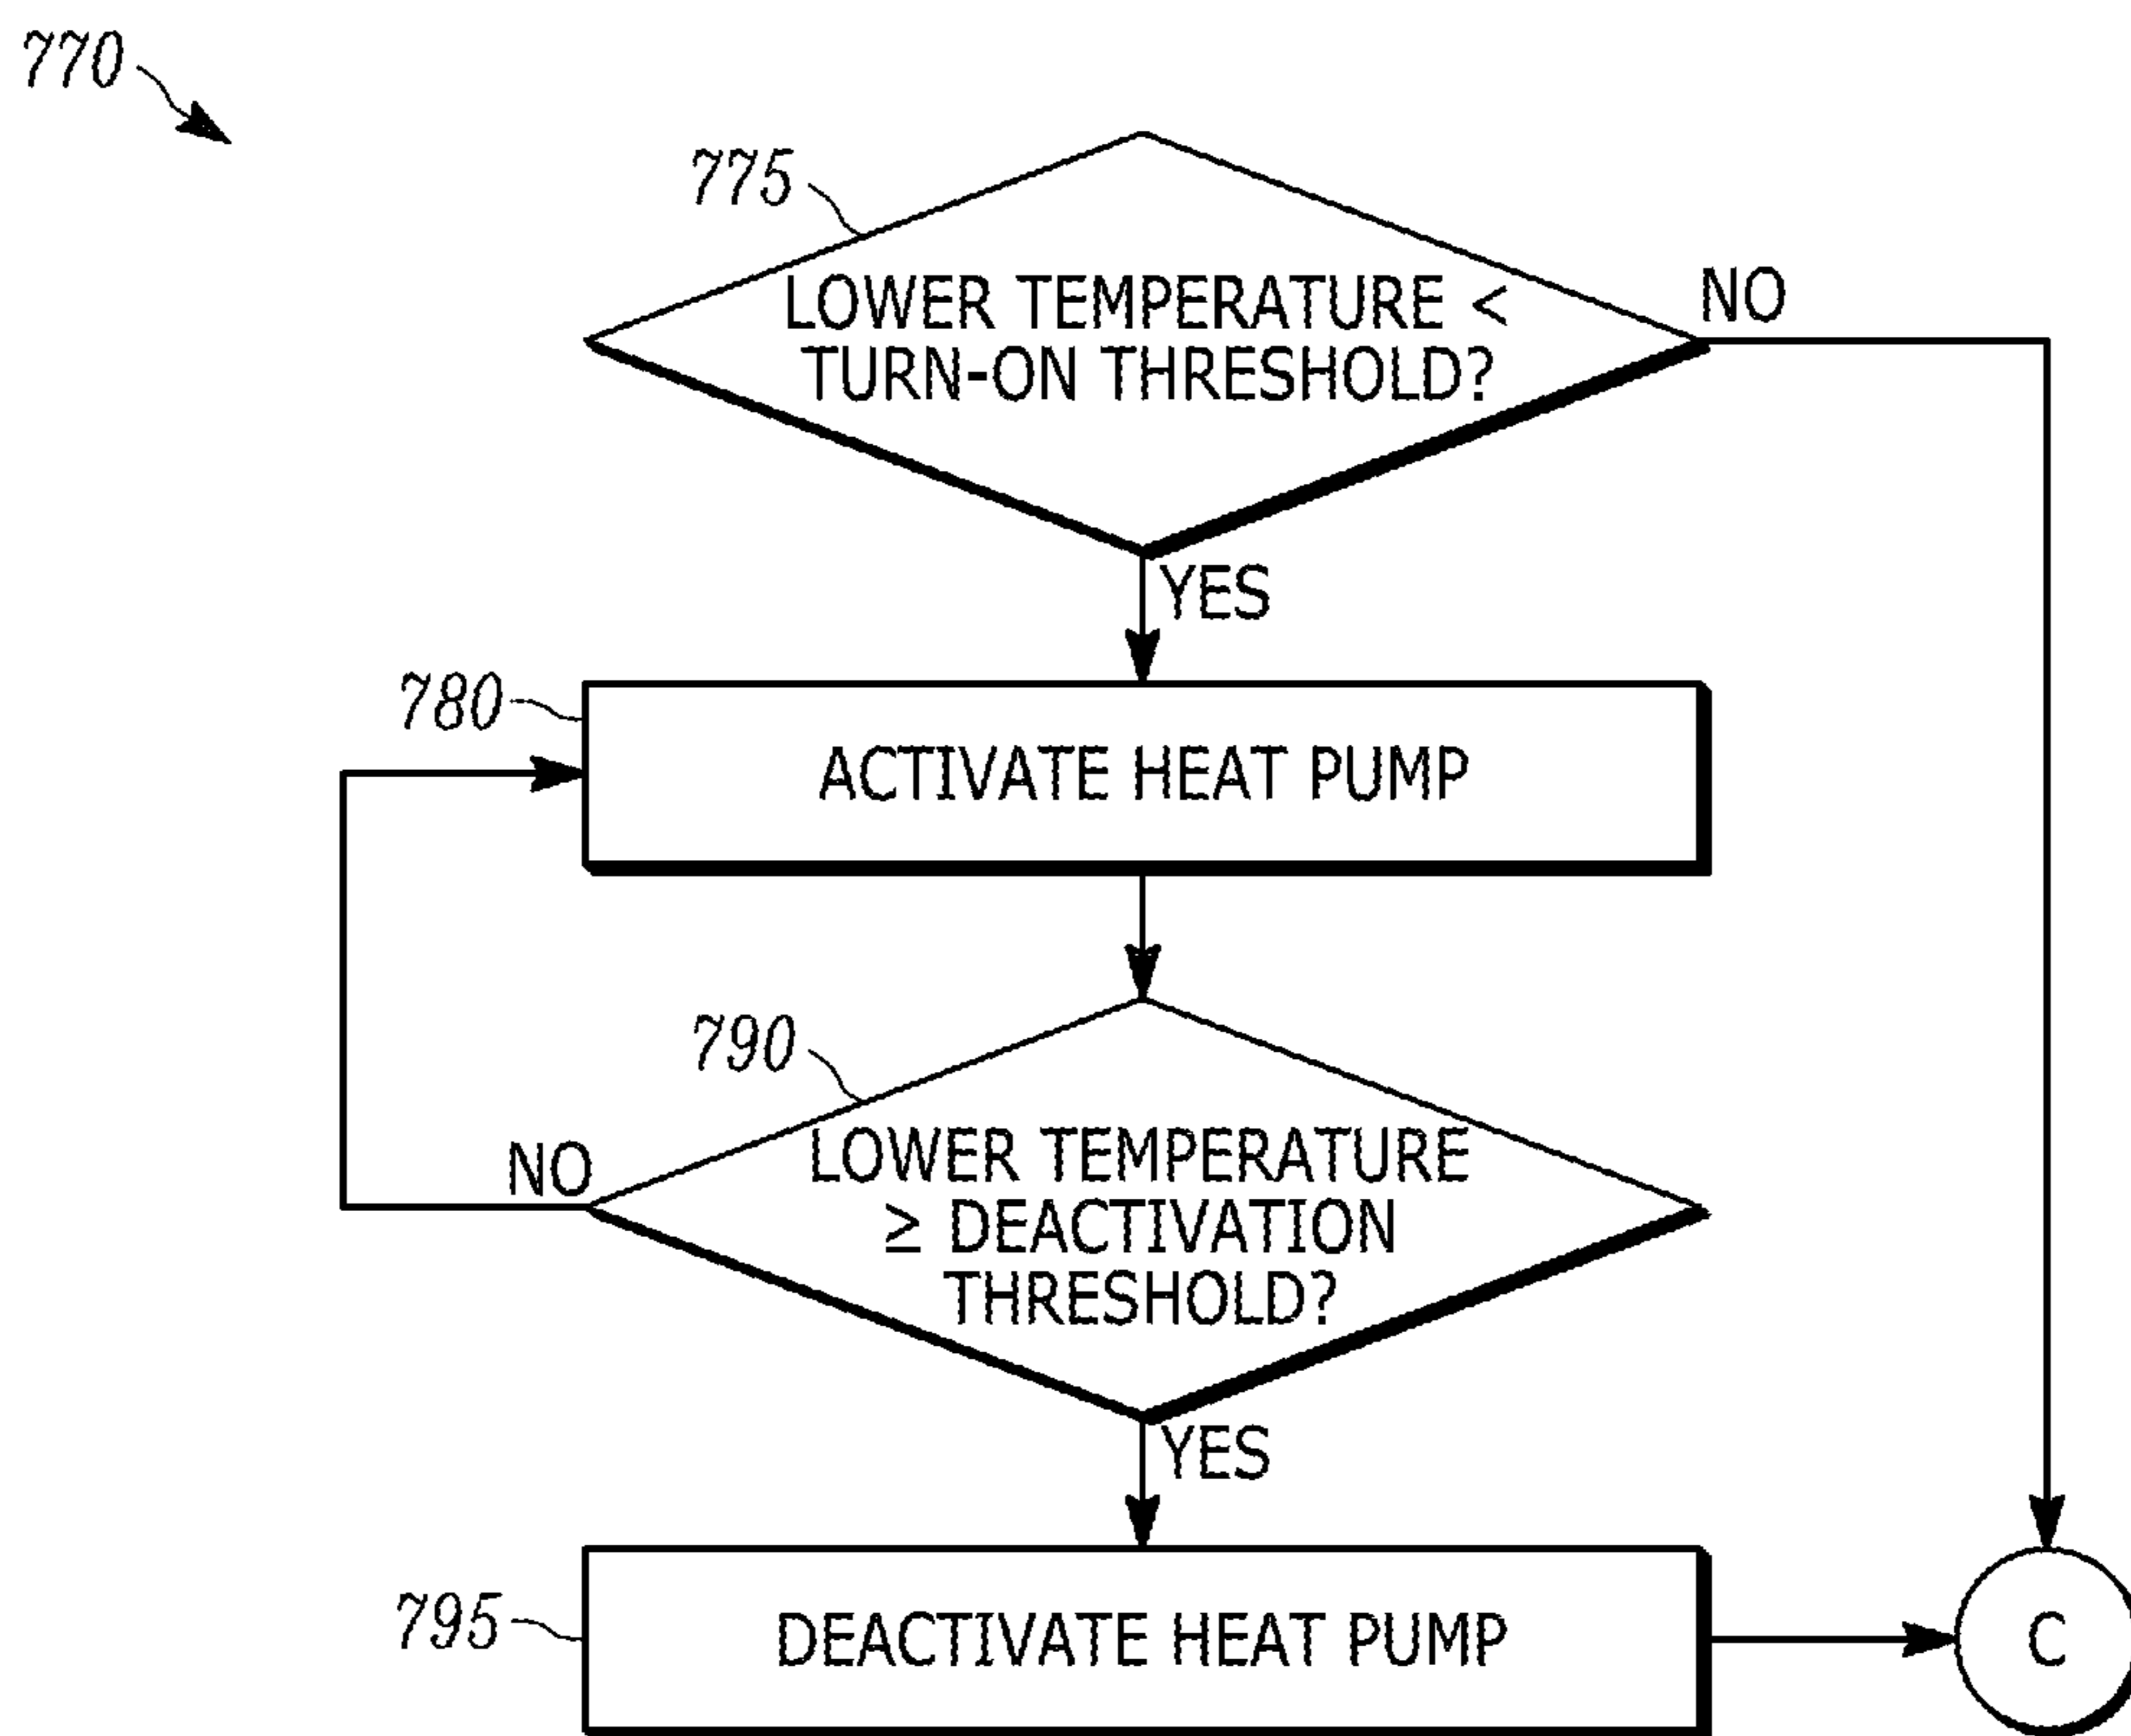 770
775
LOWER TEMPERATURE <
TURN-ON THRESHOLD?
NO
YES
780
ACTIVATE HEAT PUMP
790
LOWER TEMPERATURE
≥ DEACTIVATION
THRESHOLD?
NO
YES
795
DEACTIVATE HEAT PUMP
C